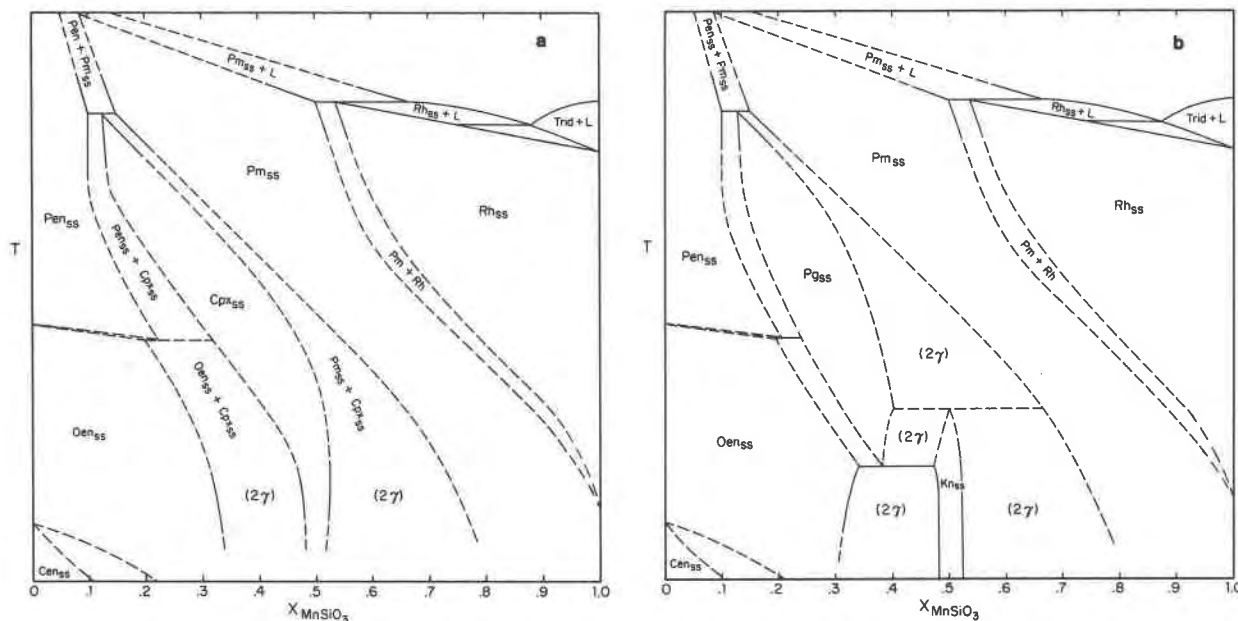 a
Pen + Pmss
Pmss + L
Rhss + L
Trid + L
Pmss
Rhss
T
Penss
Penss + Cpxss
Cpxss
Pm + Rh
Oenss + Cpxss
Pmss + Cpxss
Oenss
(2γ)
(2γ)
Censs
0 .1 .2 .3 .4 .5 .6 .7 .8 .9 1.0
X MnSiO3
b
Penss + Pmss
Pmss + L
Rhss + L
Trid + L
Pmss
Rhss
T
Penss
Pgss
Pm + Rh
(2γ)
Oenss
(2γ)
Knss
(2γ)
(2γ)
Censs
0 .1 .2 .3 .4 .5 .6 .7 .8 .9 1.0
X MnSiO3